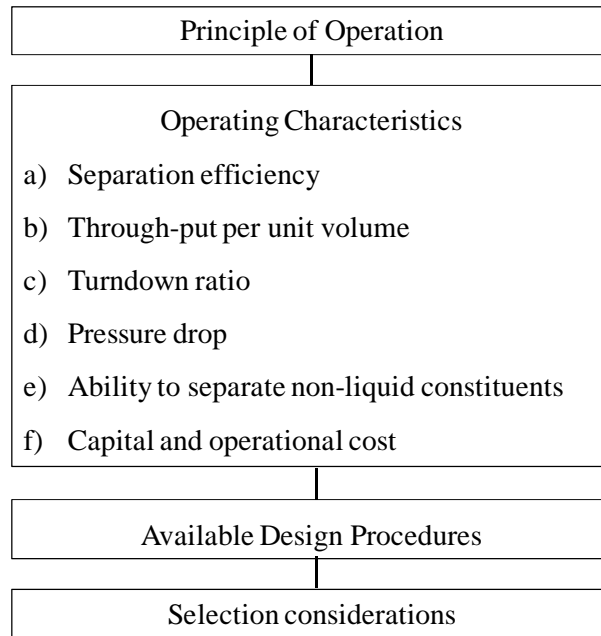 Principle of Operation
Operating Characteristics
a) Separation efficiency
b) Through-put per unit volume
c) Turndown ratio
d) Pressure drop
e) Ability to separate non-liquid constituents
f) Capital and operational cost
Available Design Procedures
Selection considerations